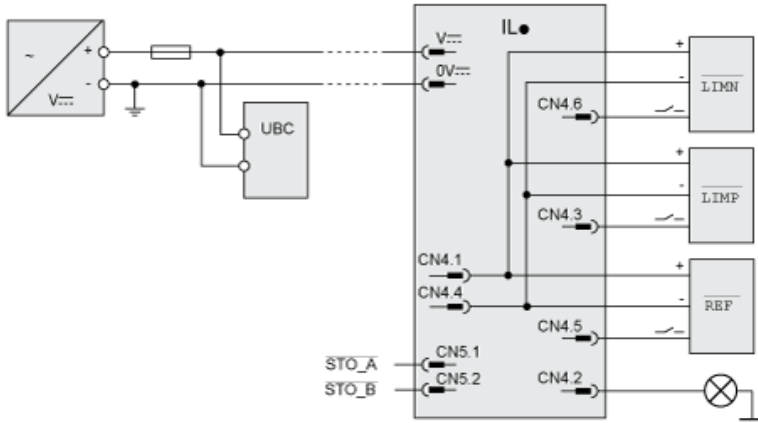 IL●
~
+
-
V⎓
V⎓
0V⎓
UBC
+
-
LIMN
CN4.6
+
-
LIMP
CN4.3
CN4.1
CN4.4
+
-
REF
CN4.5
STO_A
CN5.1
STO_B
CN5.2
CN4.2